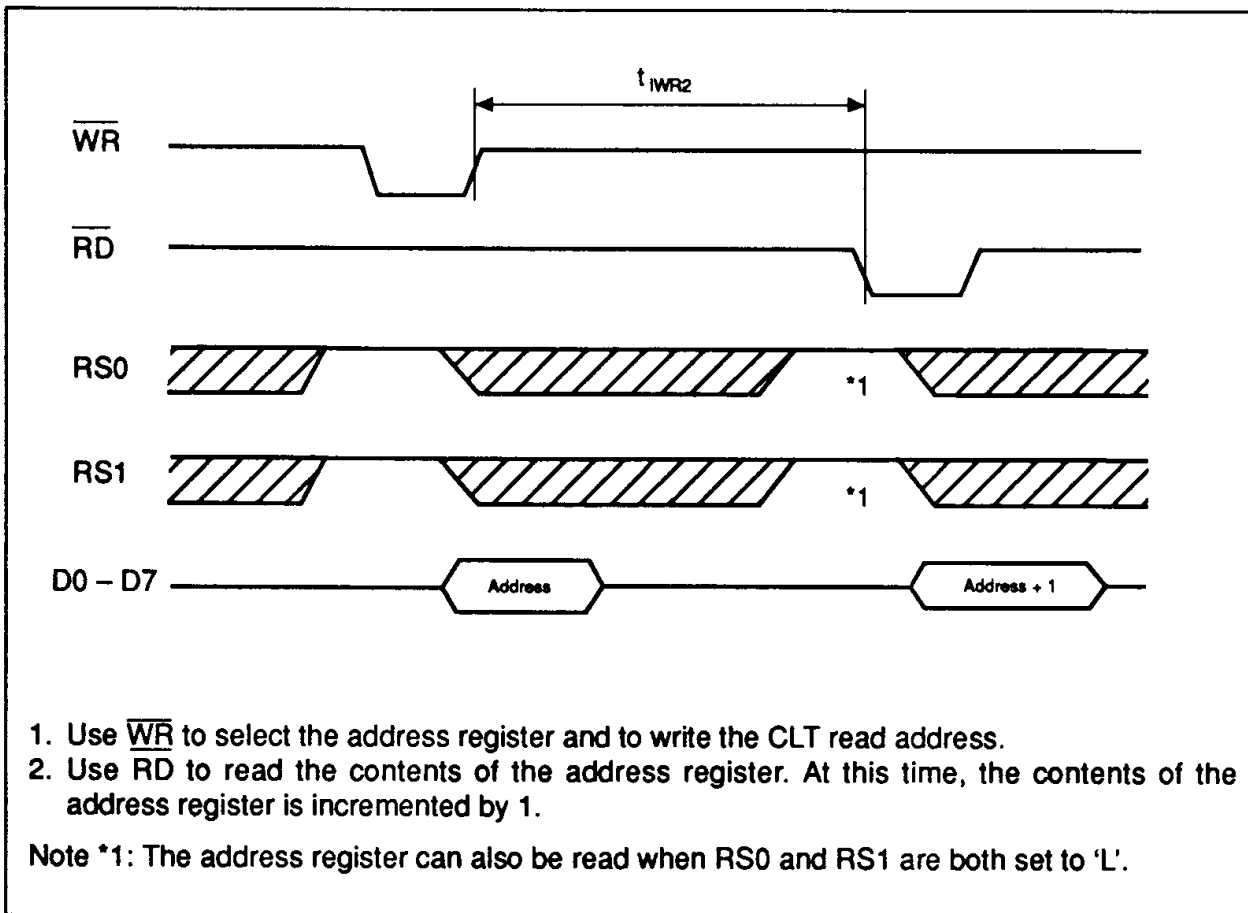 t IWR2
WR
RD
RS0
*1
RS1
*1
D0 – D7
Address
Address + 1
1. Use WR to select the address register and to write the CLT read address.
2. Use RD to read the contents of the address register. At this time, the contents of the
address register is incremented by 1.
Note *1: The address register can also be read when RS0 and RS1 are both set to 'L'.